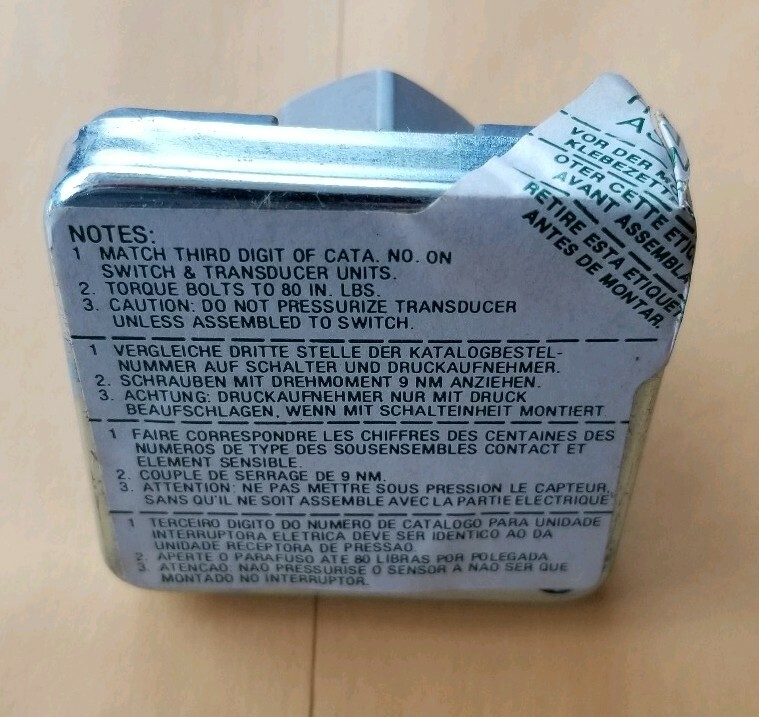 NOTES:
1 MATCH THIRD DIGIT OF CATA. NO. ON
SWITCH & TRANSDUCER UNITS.
2. TORQUE BOLTS TO 80 IN. LBS.
3. CAUTION: DO NOT PRESSURIZE TRANSDUCER
UNLESS ASSEMBLED TO SWITCH.
1 VERGLEICHE DRITTE STELLE DER KATALOGBESTEL-
NUMMER AUF SCHALTER UND DRUCKAUFNEHMER.
2. SCHRAUBEN MIT DREHMOMENT 9 NM ANZIEHEN.
3. ACHTUNG: DRUCKAUFNEHMER NUR MIT DRUCK
BEAUFSCHLAGEN, WENN MIT SCHALTEINHEIT MONTIERT
1 FAIRE CORRESPONDRE LES CHIFFRES DES CENTAINES DES
NUMEROS DE TYPE DES SOUSENSEMBLES CONTACT ET
ELEMENT SENSIBLE.
2. COUPLE DE SERRAGE DE 9 NM.
3. ATTENTION: NE PAS METTRE SOUS PRESSION LE CAPTEUR,
SANS QU'IL NE SOIT ASSEMBLE AVEC LA PARTIE ELECTRIQUE
1 TERCEIRO DIGITO DO NUMERO DE CATALOGO PARA UNIDADE
INTERRUPTORA ELETRICA DEVE SER IDENTICO AO DA
UNIDADE RECEPTORA DE PRESSAO.
2. APERTE O PARAFUSO ATE 80 LIBRAS POR POLEGADA
3. ATENCAO: NAO PRESSURISE O SENSOR A NAO SER QUE
MONTADO NO INTERRUPTOR.
VOR DER
KLEBEZETT
OTER CETTE ETIQ
AVANT ASSEMBLA
RETIRE ESTA ETIQUET
ANTES DE MONTAR.